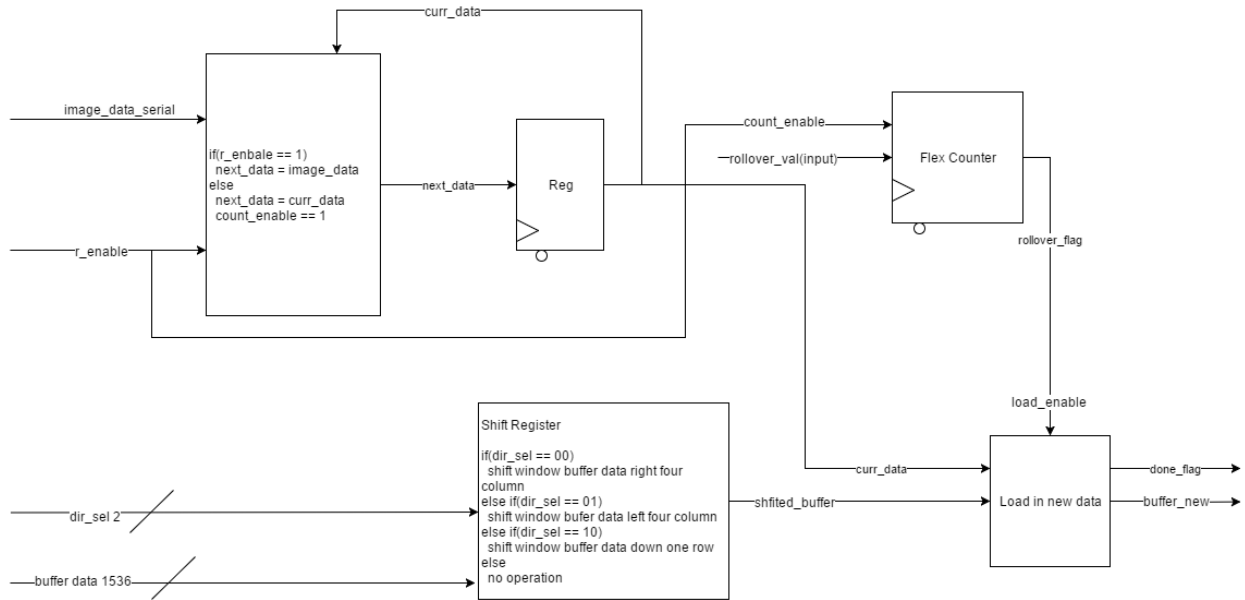 curr_data
image_data_serial
if(r_enbale == 1)
next_data = image_data
else
next_data = curr_data
count_enable == 1
r_enable
next_data
Reg
count_enable
rollover_val(input)
Flex Counter
rollover_flag
load_enable
Shift Register
if(dir_sel == 00)
shift window buffer data right four
column
else if(dir_sel == 01)
shift window bufer data left four column
else if(dir_sel == 10)
shift window buffer data down one row
else
no operation
dir_sel 2
buffer data 1536
curr_data
shfited_buffer
Load in new data
done_flag
buffer_new